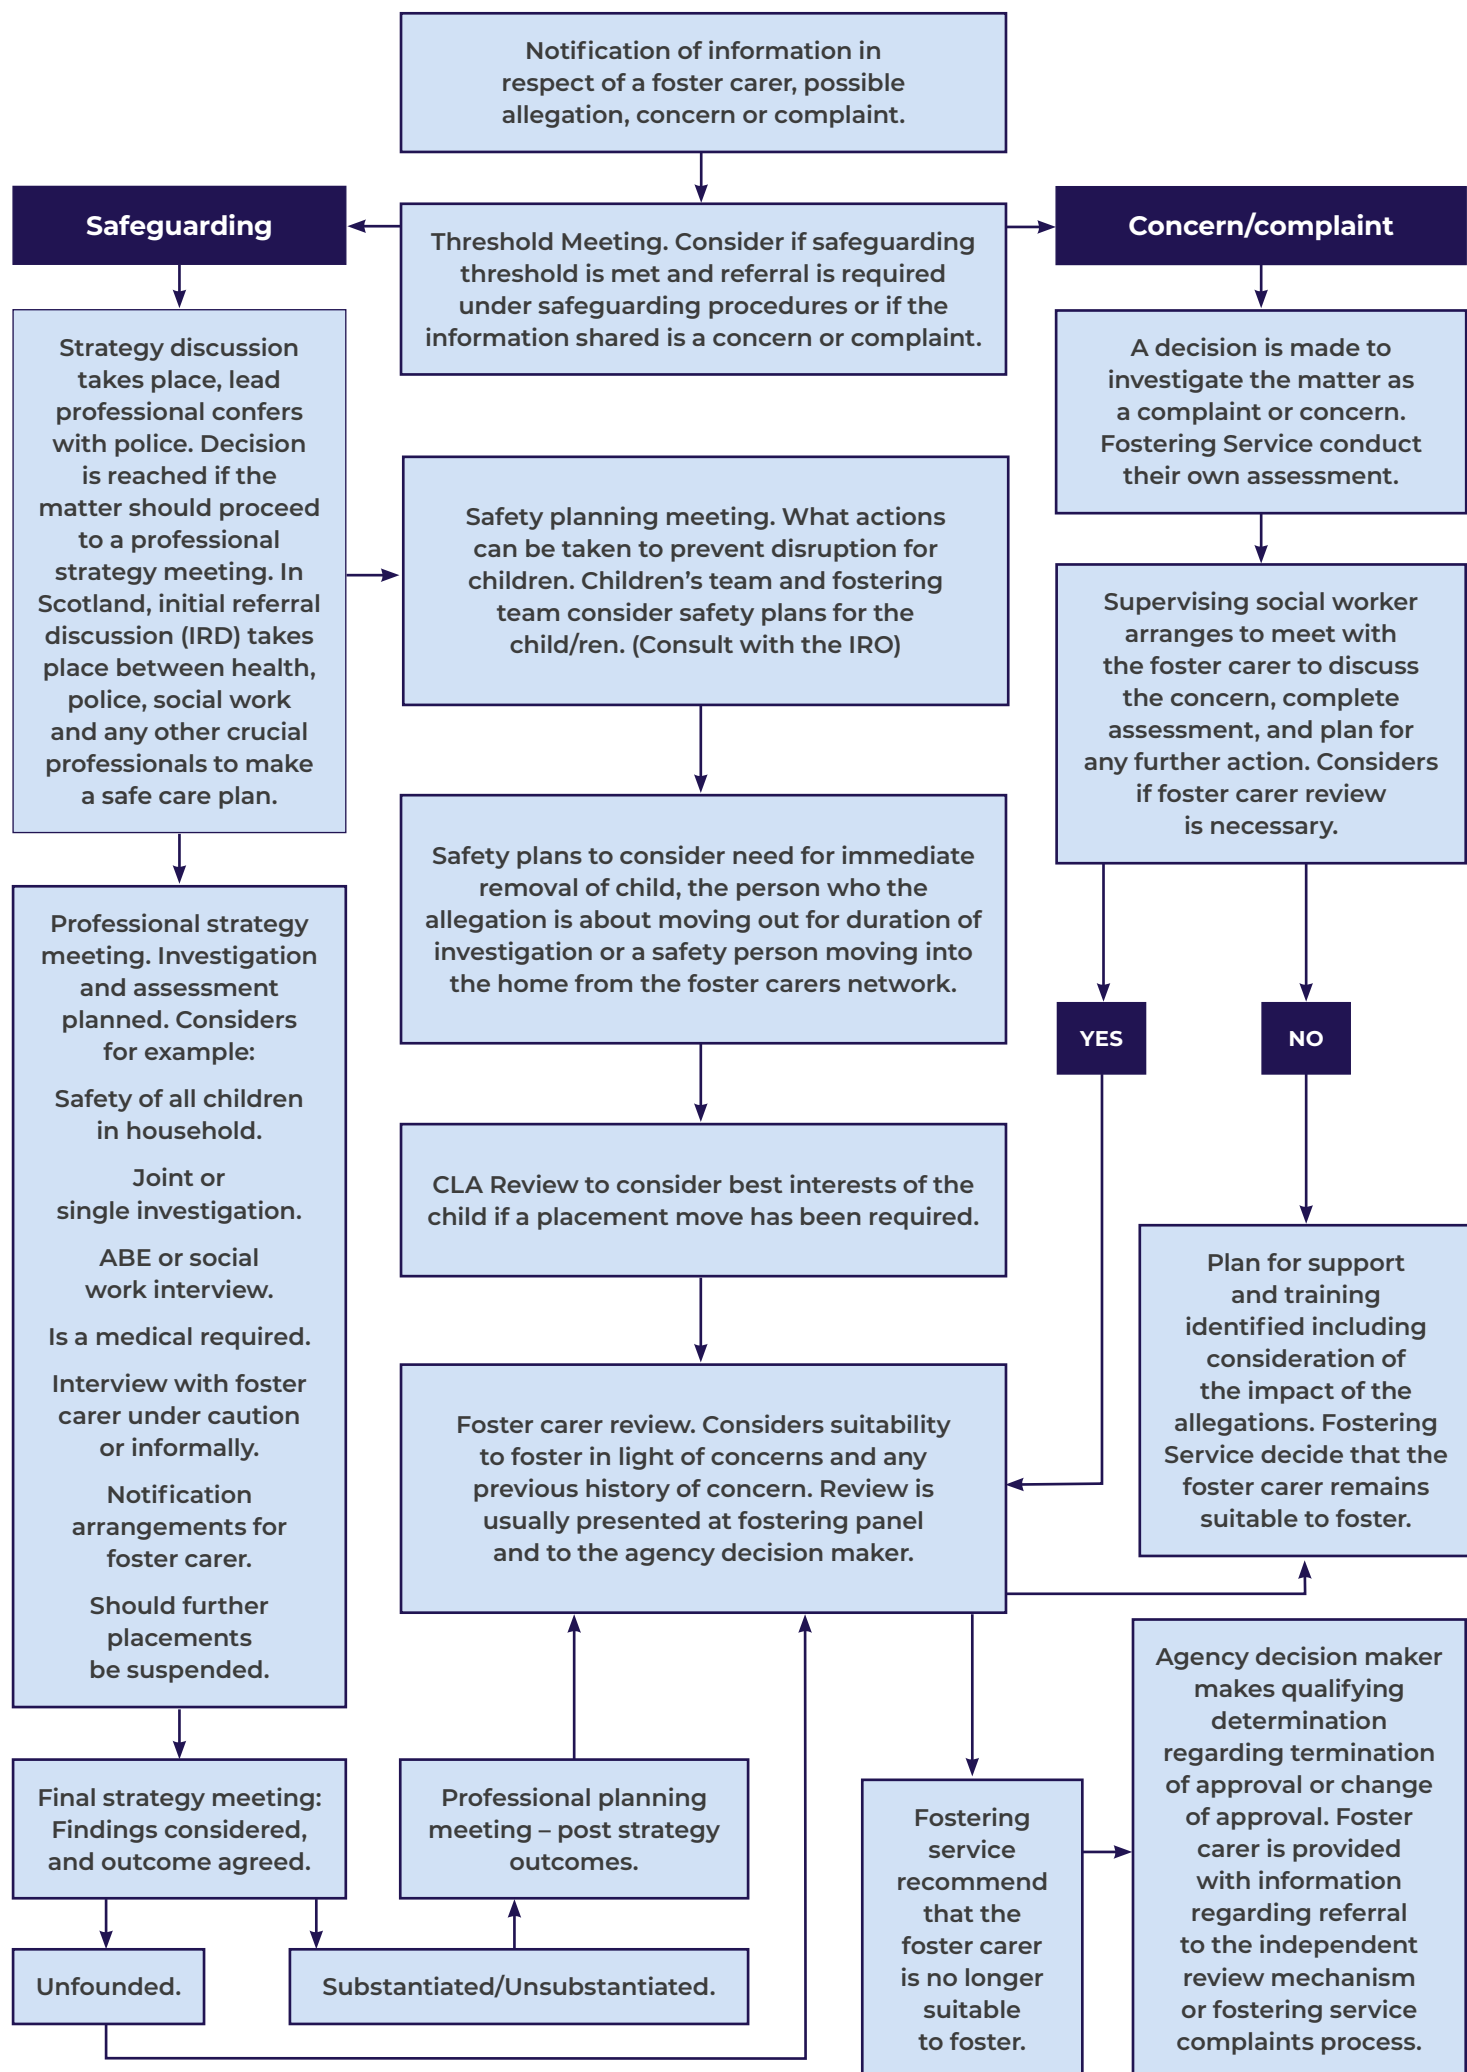 Notification of information in
respect of a foster carer, possible
allegation, concern or complaint.
Safeguarding
Threshold Meeting. Consider if safeguarding
threshold is met and referral is required
under safeguarding procedures or if the
information shared is a concern or complaint.
Concern/complaint
Strategy discussion
takes place, lead
professional confers
with police. Decision
is reached if the
matter should proceed
to a professional
strategy meeting. In
Scotland, initial referral
discussion (IRD) takes
place between health,
police, social work
and any other crucial
professionals to make
a safe care plan.
Safety planning meeting. What actions
can be taken to prevent disruption for
children. Children’s team and fostering
team consider safety plans for the
child/ren. (Consult with the IRO)
A decision is made to
investigate the matter as
a complaint or concern.
Fostering Service conduct
their own assessment.
Supervising social worker
arranges to meet with
the foster carer to discuss
the concern, complete
assessment, and plan for
any further action. Considers
if foster carer review
is necessary.
Safety plans to consider need for immediate
removal of child, the person who the
allegation is about moving out for duration of
investigation or a safety person moving into
the home from the foster carers network.
YES
NO
Professional strategy
meeting. Investigation
and assessment
planned. Considers
for example:
Safety of all children
in household.
Joint or
single investigation.
ABE or social
work interview.
Is a medical required.
Interview with foster
carer under caution
or informally.
Notification
arrangements for
foster carer.
Should further
placements
be suspended.
CLA Review to consider best interests of the
child if a placement move has been required.
Plan for support
and training
identified including
consideration of
the impact of the
allegations. Fostering
Service decide that the
foster carer remains
suitable to foster.
Foster carer review. Considers suitability
to foster in light of concerns and any
previous history of concern. Review is
usually presented at fostering panel
and to the agency decision maker.
Final strategy meeting:
Findings considered,
and outcome agreed.
Professional planning
meeting – post strategy
outcomes.
Unfounded.
Substantiated/Unsubstantiated.
Fostering
service
recommend
that the
foster carer
is no longer
suitable
to foster.
Agency decision maker
makes qualifying
determination
regarding termination
of approval or change
of approval. Foster
carer is provided
with information
regarding referral
to the independent
review mechanism
or fostering service
complaints process.